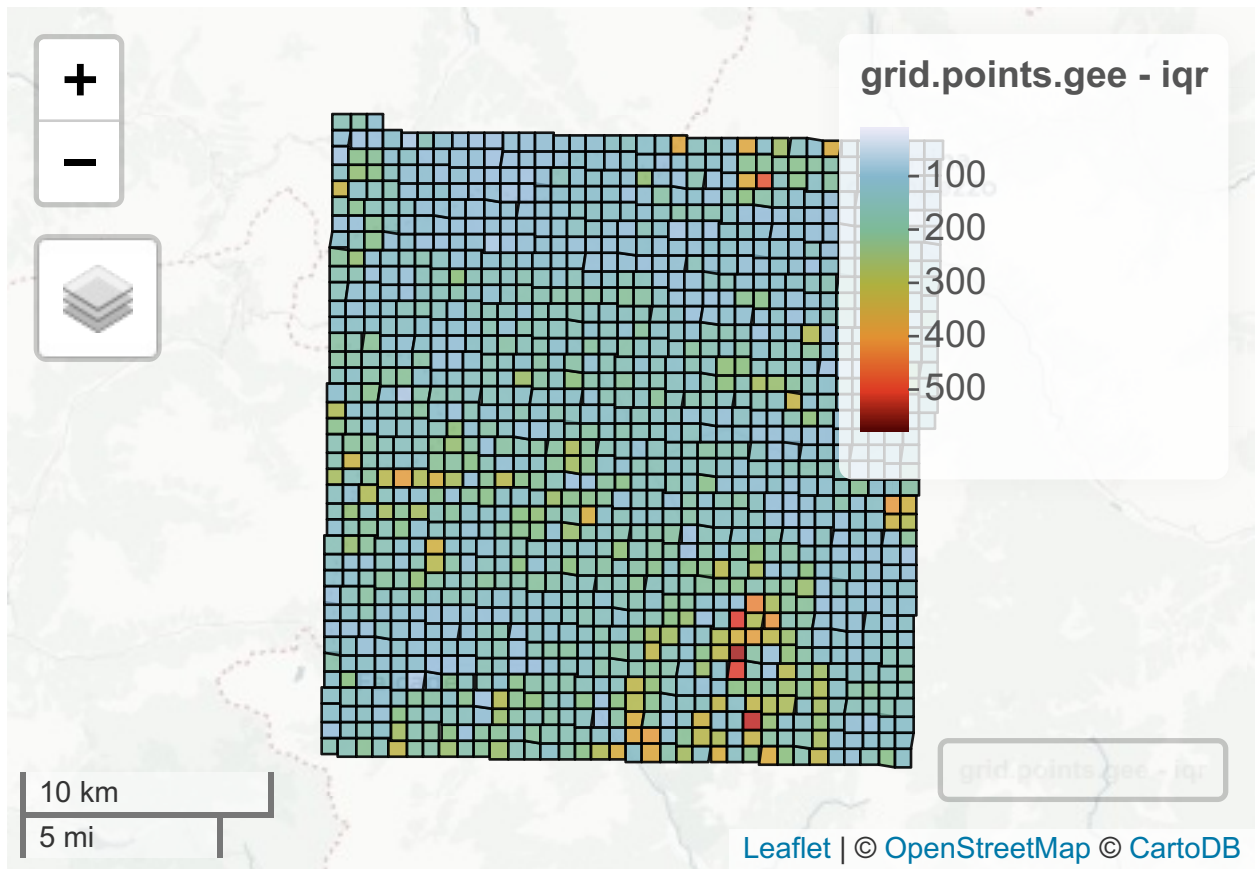 +
−
grid.points.gee - iqr
100
200
300
400
500
grid.points.gee - iqr
10 km
5 mi
Leaflet | © OpenStreetMap © CartoDB